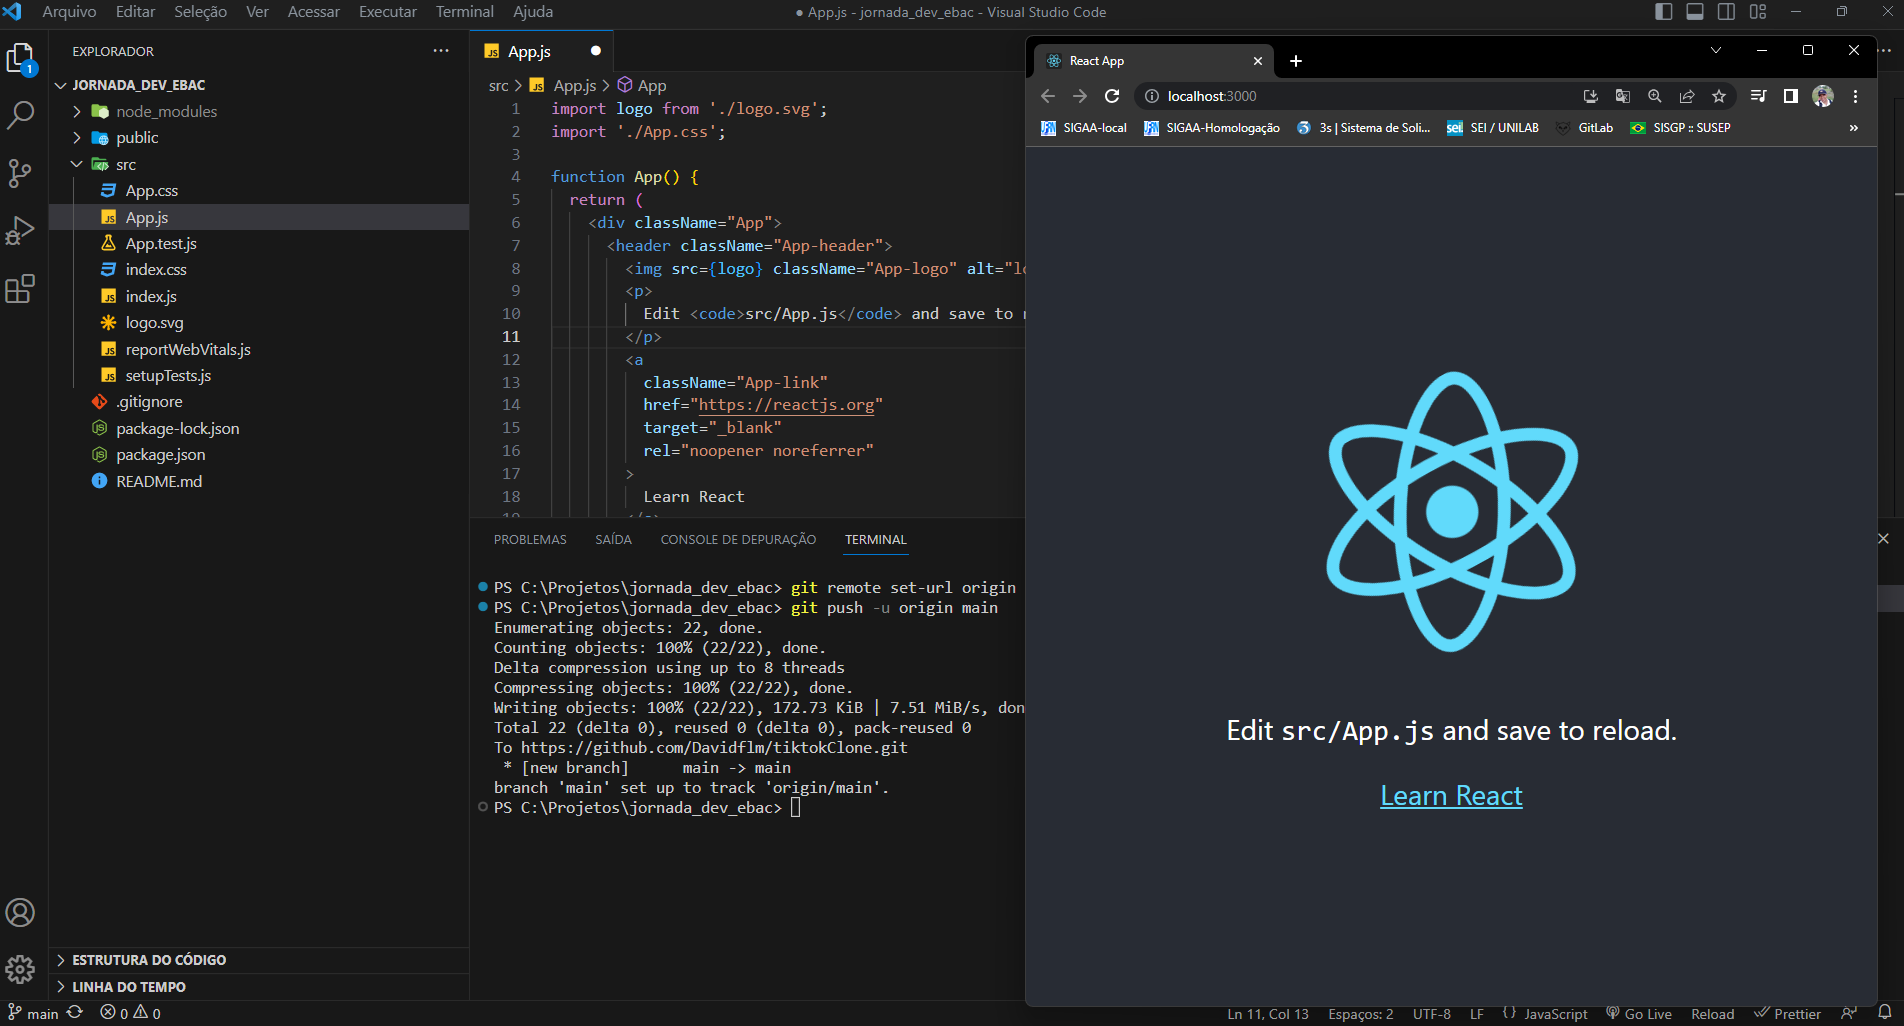 Arquivo Editar Seleção Ver Acessar Executar Terminal Ajuda
● App.js - jornada_dev_ebac - Visual Studio Code
EXPLORADOR
1
JORNADA_DEV_EBAC
node_modules
public
src
App.css
App.js
App.test.js
index.css
index.js
logo.svg
reportWebVitals.js
setupTests.js
.gitignore
package-lock.json
package.json
README.md
ESTRUTURA DO CÓDIGO
LINHA DO TEMPO
JS App.js
src > JS App.js > App
1 import logo from './logo.svg';
2 import './App.css';
3
4 function App() {
5 return (
6 <div className="App">
7 <header className="App-header">
8 <img src={logo} className="App-logo" alt="lo
9 <p>
10 Edit <code>src/App.js</code> and save to r
11 </p>
12 <a
13 className="App-link"
14 href="https://reactjs.org"
15 target="_blank"
16 rel="noopener noreferrer"
17 >
18 Learn React
PROBLEMAS SAÍDA CONSOLE DE DEPURAÇÃO TERMINAL
PS C:\Projetos\jornada_dev_ebac> git remote set-url origin
PS C:\Projetos\jornada_dev_ebac> git push -u origin main
Enumerating objects: 22, done.
Counting objects: 100% (22/22), done.
Delta compression using up to 8 threads
Compressing objects: 100% (22/22), done.
Writing objects: 100% (22/22), 172.73 KiB | 7.51 MiB/s, don
Total 22 (delta 0), reused 0 (delta 0), pack-reused 0
To https://github.com/Davidflm/tiktokClone.git
* [new branch] main -> main
branch 'main' set up to track 'origin/main'.
PS C:\Projetos\jornada_dev_ebac>
React App
localhost:3000
SIGAA-local SIGAA-Homologação 3s | Sistema de Soli... sei. SEI / UNILAB GitLab SISGP :: SUSEP »
Edit src/App.js and save to reload.
Learn React
main 0 0
Ln 11, Col 13 Espaços: 2 UTF-8 LF {} JavaScript Go Live Reload Prettier